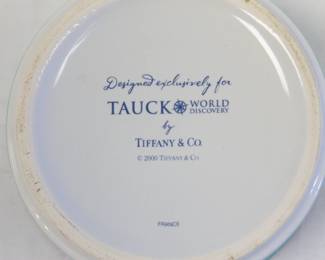 Designed exclusively for
TAUCK WORLD DISCOVERY
by
TIFFANY & CO.
© 2000 TIFFANY & CO.
FRANCE